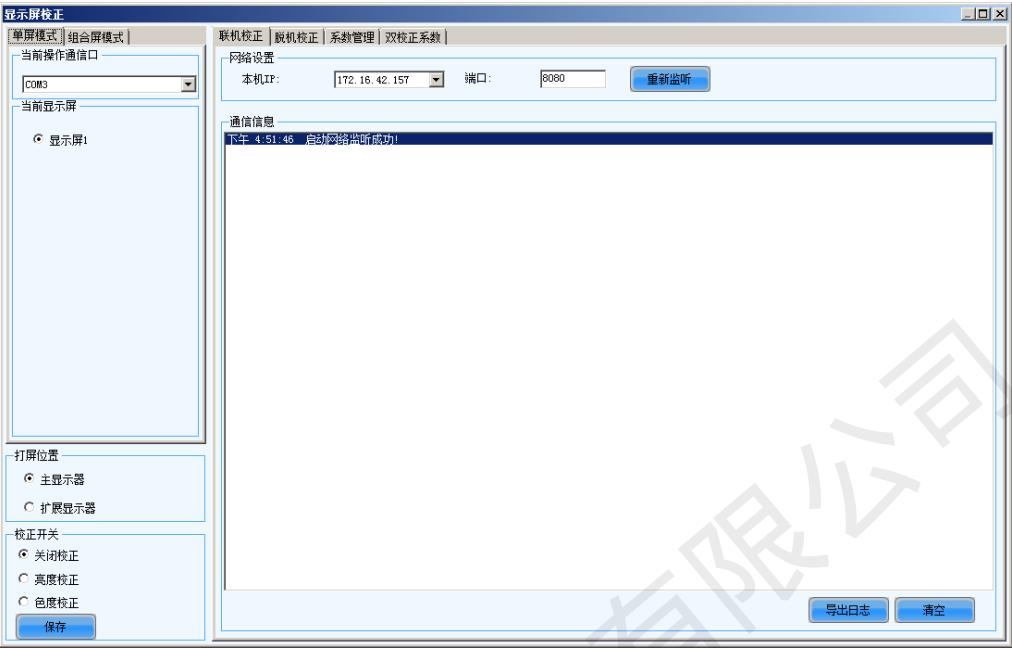 显示屏校正
单屏模式 组合屏模式
当前操作通信口
COM3
当前显示屏
显示屏1
打屏位置
主显示器
扩展显示器
校正开关
关闭校正
亮度校正
色度校正
保存
联机校正 脱机校正 系数管理 双校正系数
网络设置
本机IP: 172.16.42.157 端口: 8080 重新监听
通信信息
下午 4:51:46 启动网络监听成功!
导出日志 清空
有限公司